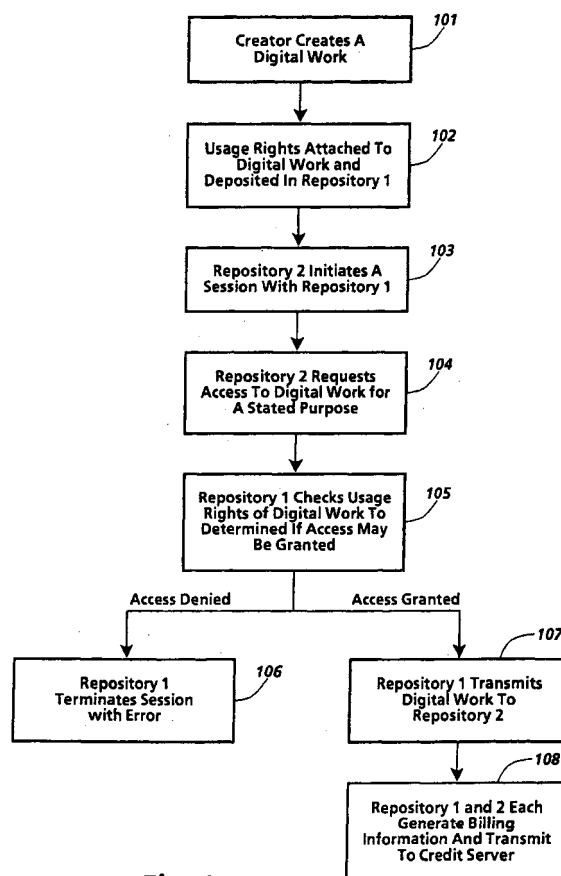 101
Creator Creates A
Digital Work
102
Usage Rights Attached To
Digital Work and
Deposited In Repository 1
103
Repository 2 Initiates A
Session With Repository 1
104
Repository 2 Requests
Access To Digital Work for
A Stated Purpose
105
Repository 1 Checks Usage
Rights of Digital Work To
Determined If Access May
Be Granted
Access Denied
Access Granted
106
Repository 1
Terminates Session
with Error
107
Repository 1 Transmits
Digital Work To
Repository 2
108
Repository 1 and 2 Each
Generate Billing
Information And Transmit
To Credit Server